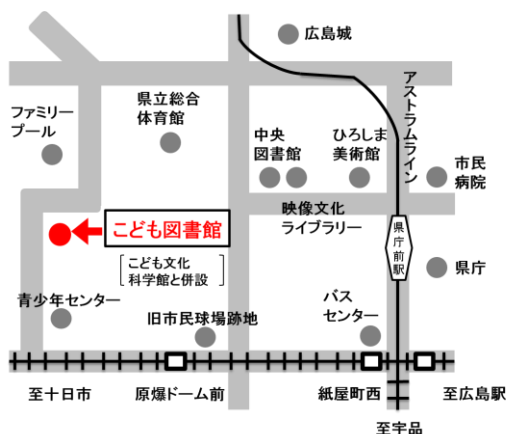 広島城
アストラムライン
ファミリー
プール
県立総合
体育館
中央
図書館
ひろしま
美術館
市民
病院
映像文化
ライブラリー
こども図書館
こども文化
科学館と併設
県庁前駅
県庁
青少年センター
旧市民球場跡地
バス
センター
至十日市
原爆ドーム前
紙屋町西
至広島駅
至宇品